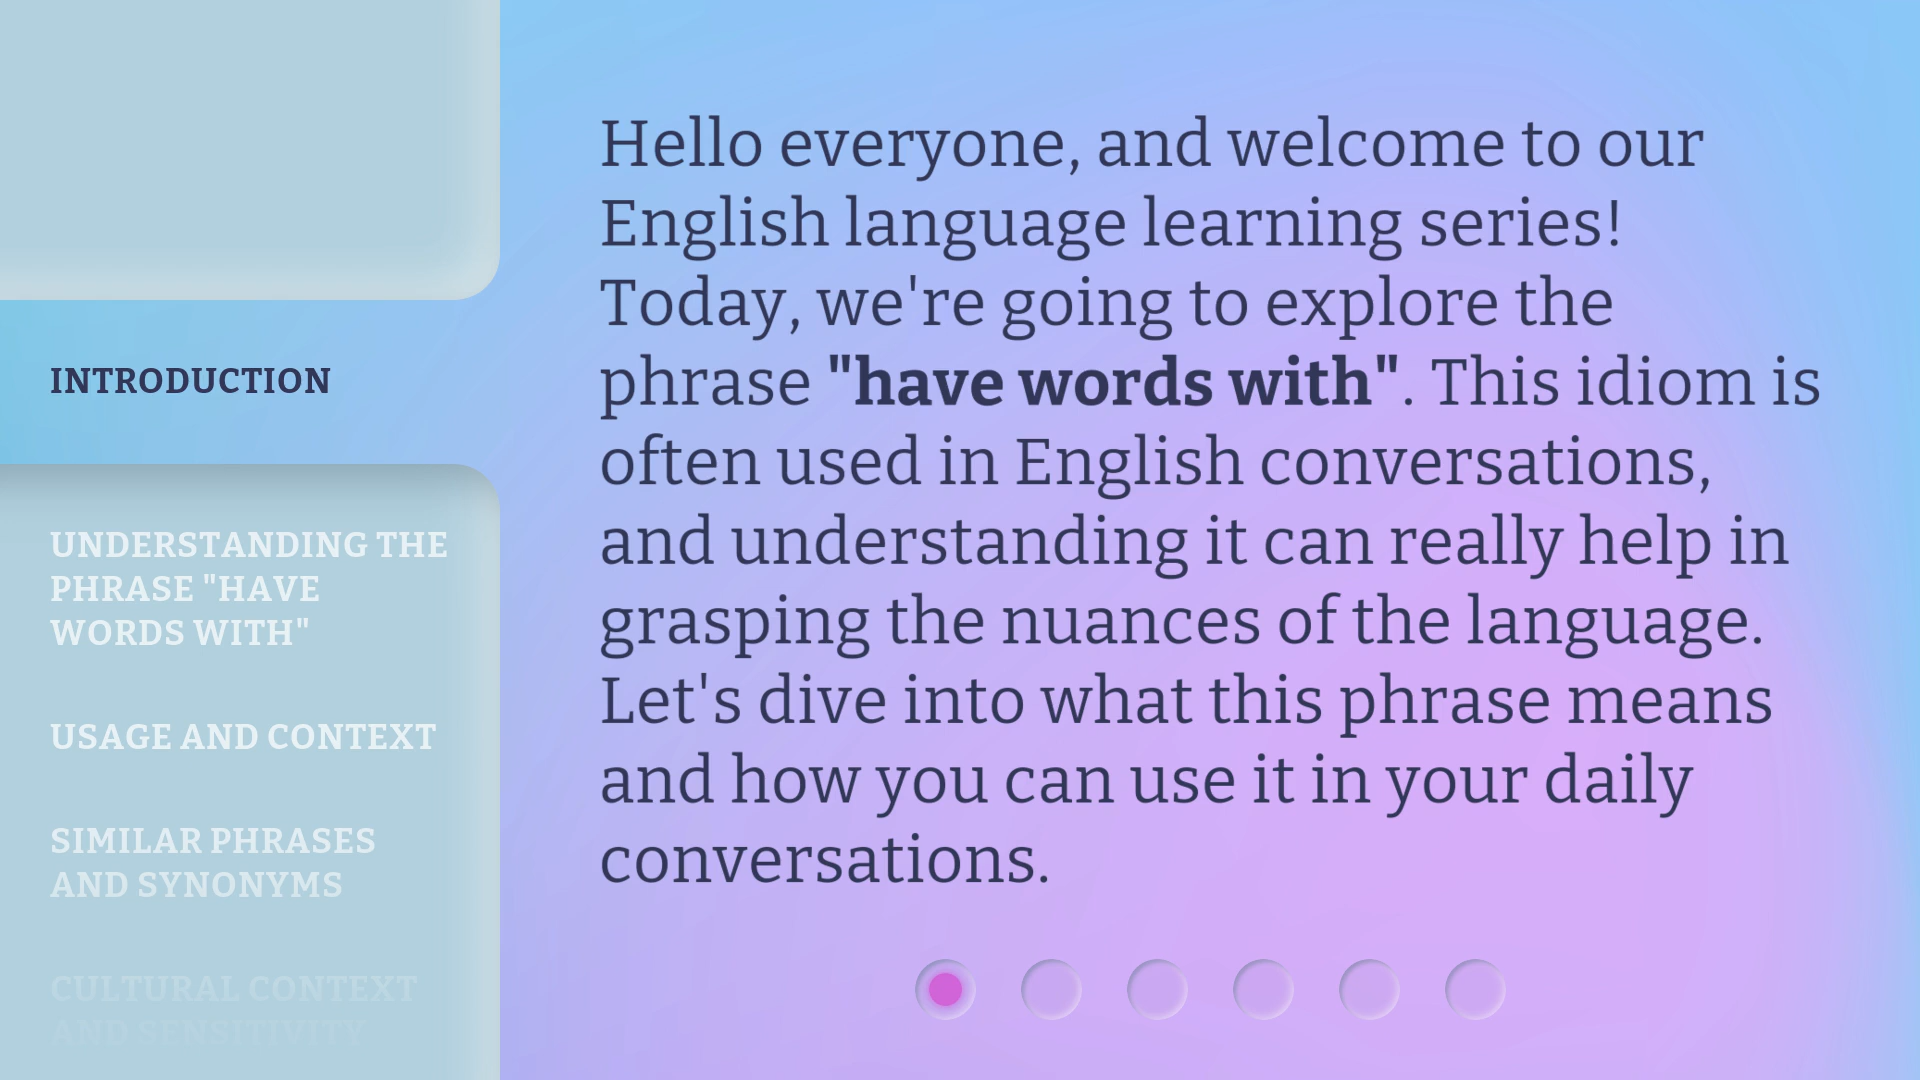 INTRODUCTION
UNDERSTANDING THE
PHRASE "HAVE
WORDS WITH"
USAGE AND CONTEXT
SIMILAR PHRASES
AND SYNONYMS
CULTURAL CONTEXT
AND SENSITIVITY
Hello everyone, and welcome to our
English language learning series!
Today, we're going to explore the
phrase "have words with". This idiom is
often used in English conversations,
and understanding it can really help in
grasping the nuances of the language.
Let's dive into what this phrase means
and how you can use it in your daily
conversations.